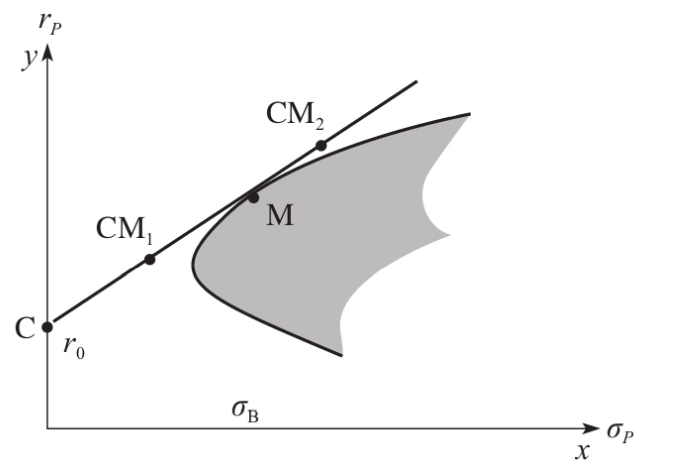 r_P
y
CM₂
M
CM₁
C
r₀
σ_B
σ_P
x